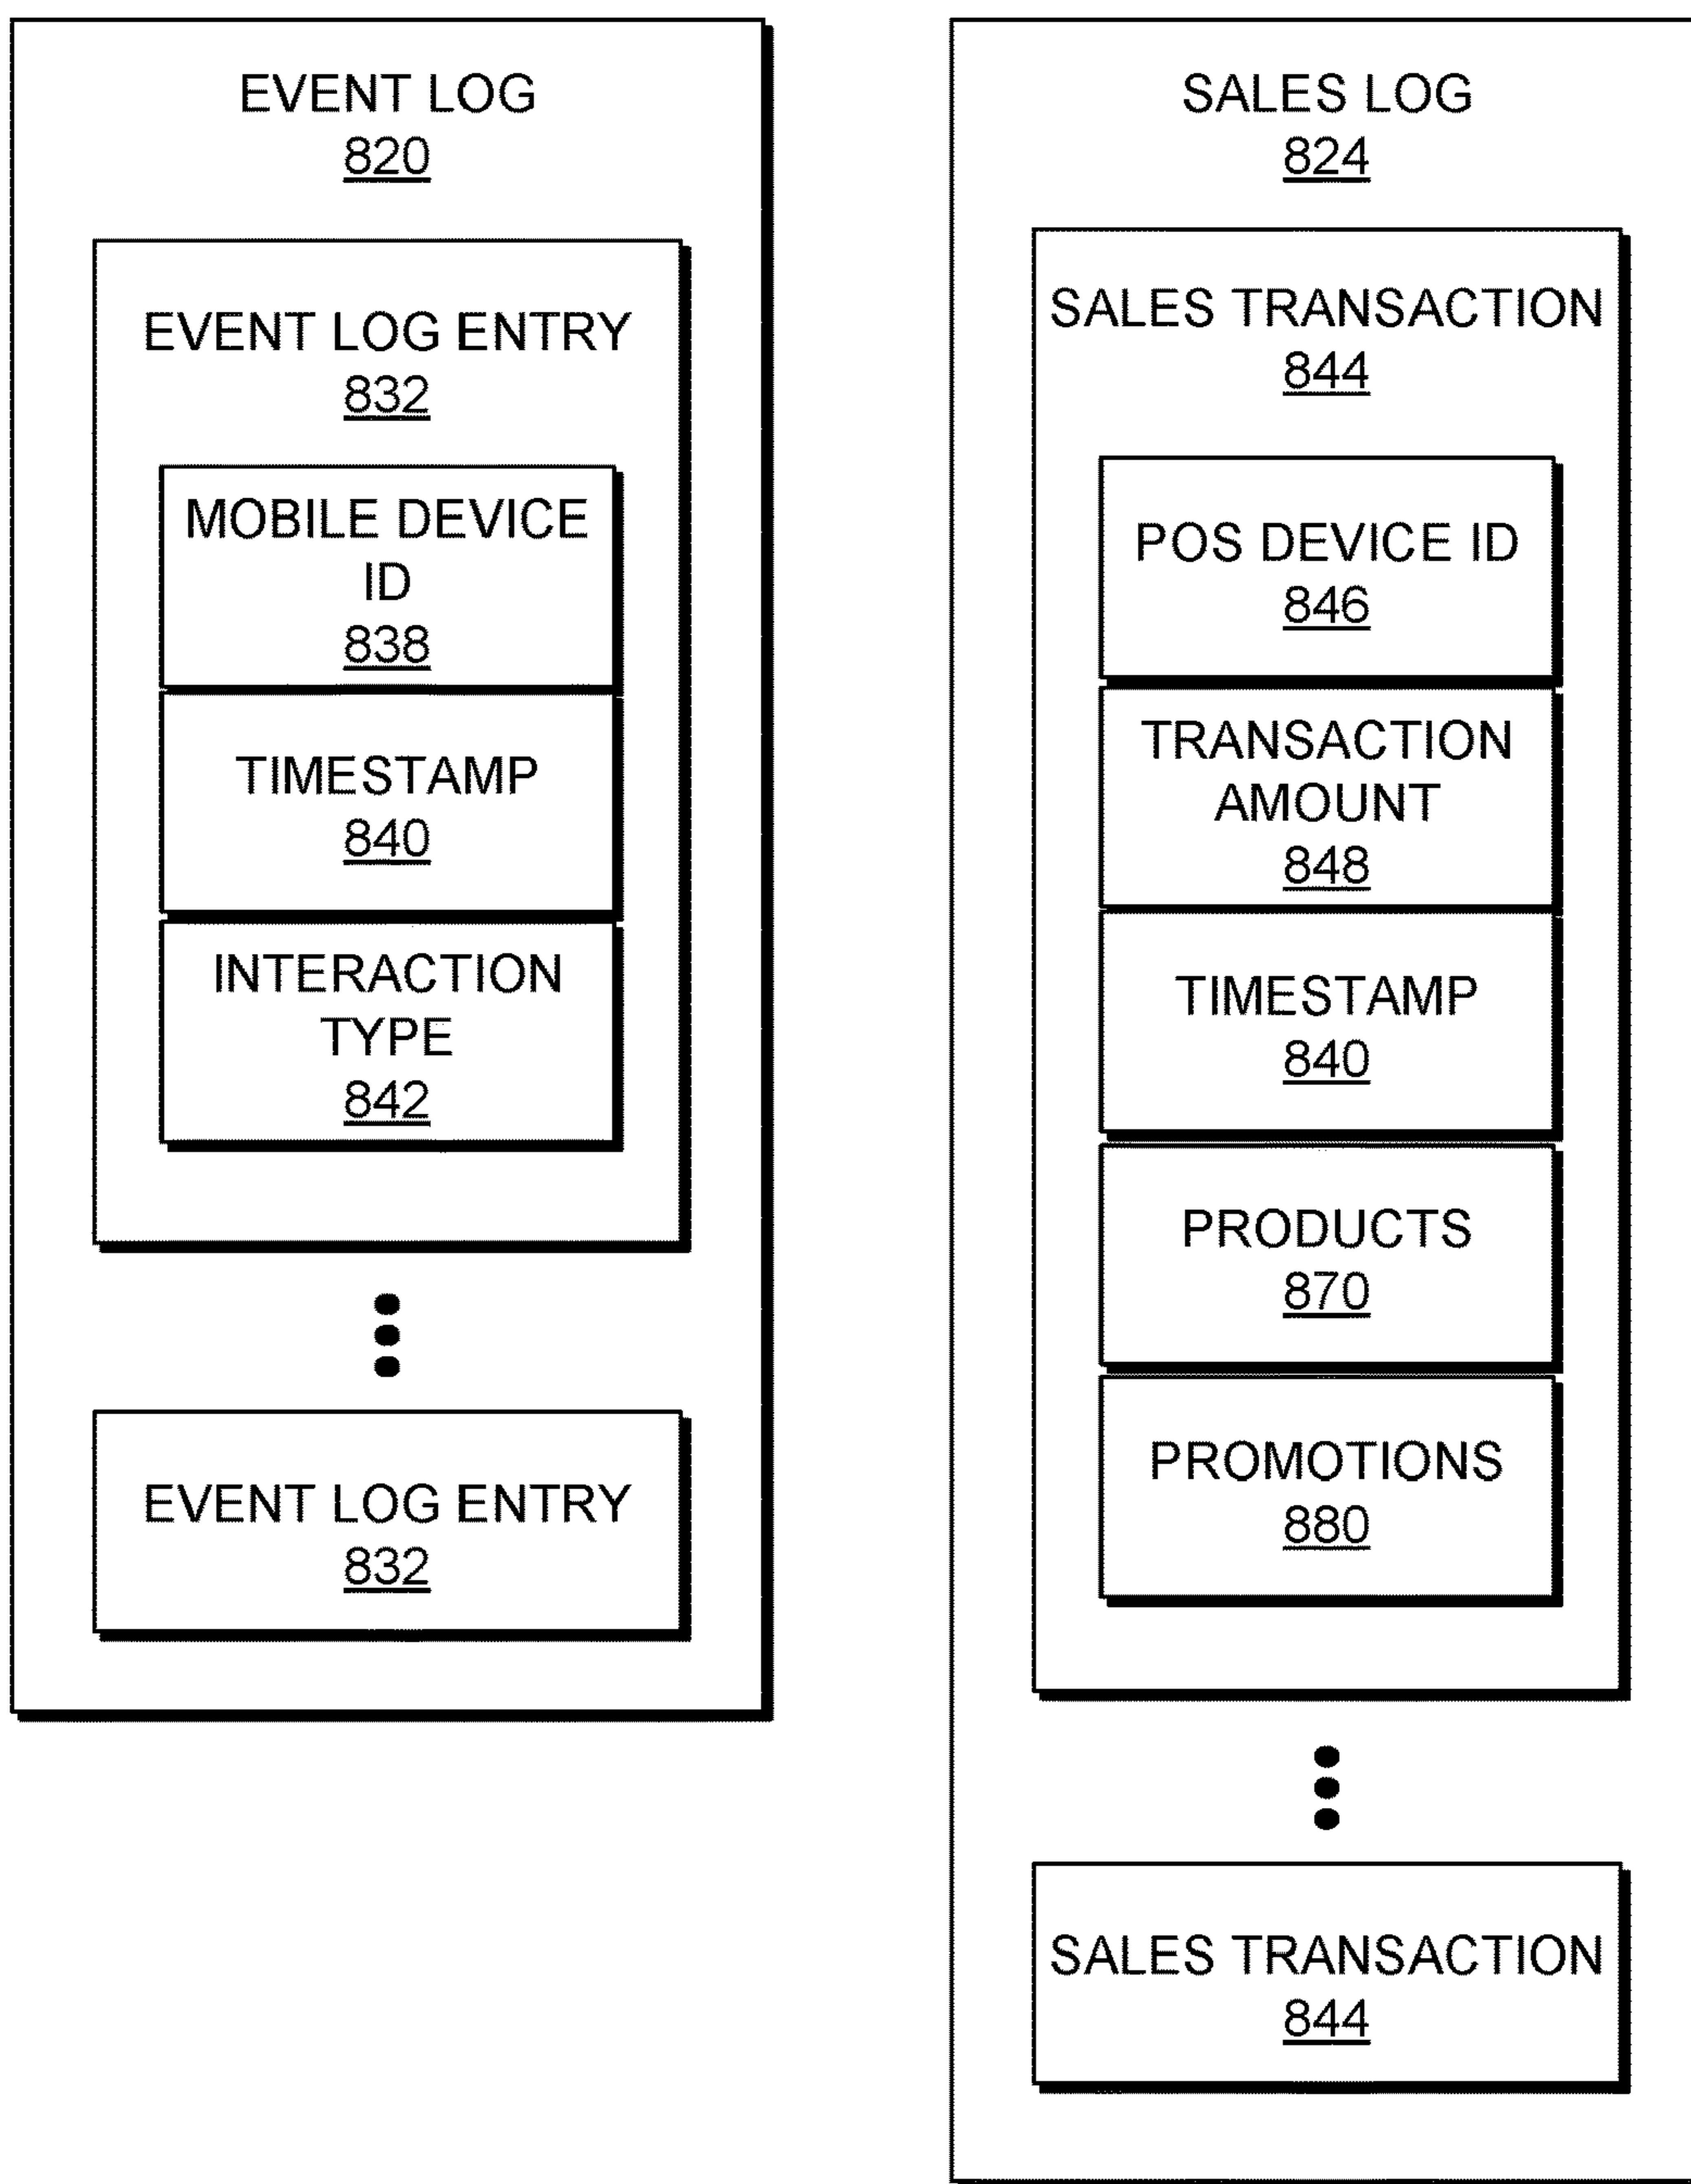 EVENT LOG
820
EVENT LOG ENTRY
832
MOBILE DEVICE
ID
838
TIMESTAMP
840
INTERACTION
TYPE
842
EVENT LOG ENTRY
832
SALES LOG
824
SALES TRANSACTION
844
POS DEVICE ID
846
TRANSACTION
AMOUNT
848
TIMESTAMP
840
PRODUCTS
870
PROMOTIONS
880
SALES TRANSACTION
844